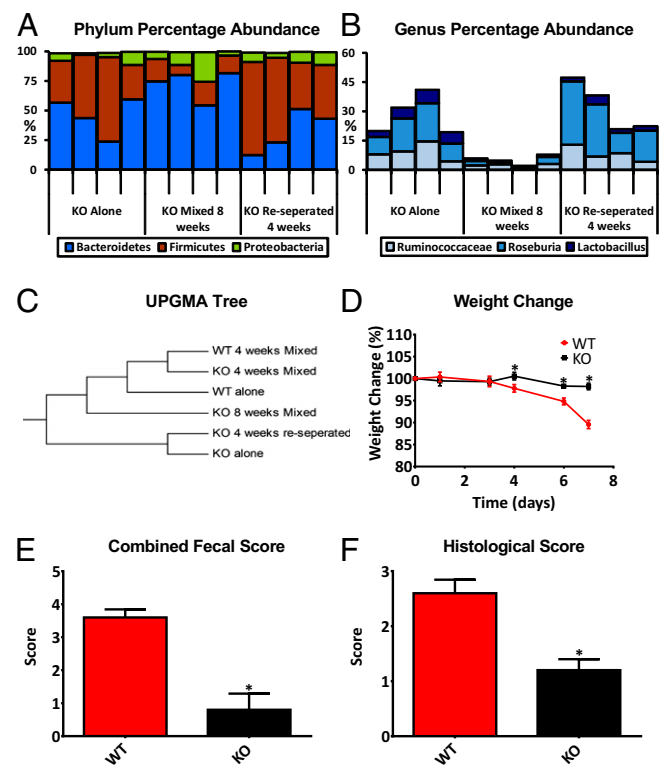 A Phylum Percentage Abundance
100
75
50
%
25
0
KO Alone
KO Mixed 8 weeks
KO Re-seperated 4 weeks
Bacteroidetes Firmicutes Proteobacteria
B Genus Percentage Abundance
60
45
30
%
15
0
KO Alone
KO Mixed 8 weeks
KO Re-seperated 4 weeks
Ruminococcaceae Roseburia Lactobacillus
C UPGMA Tree
WT 4 weeks Mixed
KO 4 weeks Mixed
WT alone
KO 8 weeks Mixed
KO 4 weeks re-seperated
KO alone
D Weight Change
Weight Change (%)
110
105
100
95
90
85
80
WT
KO
* * *
0 2 4 6 8
Time (days)
E Combined Fecal Score
Score
5
4
3
2
1
0
*
WT KO
F Histological Score
Score
3
2
1
0
*
WT KO